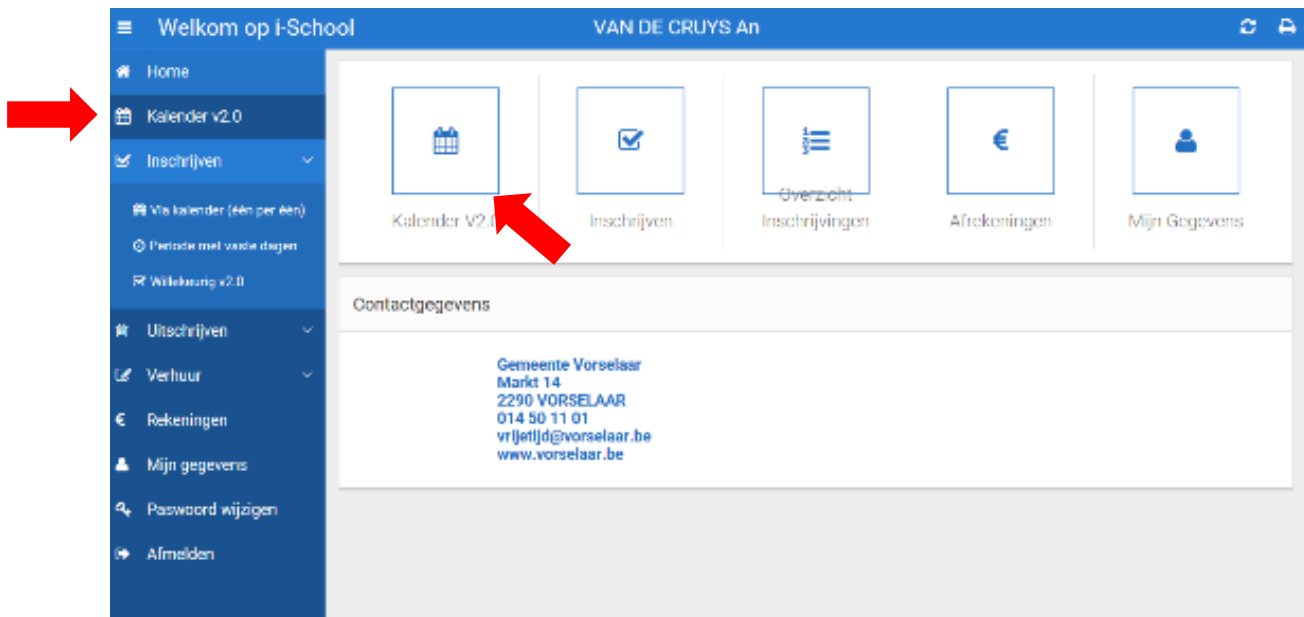 Welkom op i-School
VAN DE CRUYS An
Home
Kalender v2.0
Inschrijven
Via kalender (één per één)
Periode met vaste dagen
Willekeurig v2.0
Uitschrijven
Verhuur
Rekeningen
Mijn gegevens
Paswoord wijzigen
Afmelden
Kalender V2.0
Inschrijven
Overzicht
Inschrijvingen
Afrekeningen
Mijn Gegevens
Contactgegevens
Gemeente Vorselaar
Markt 14
2290 VORSELAAR
014 50 11 01
vrijetijd@vorselaar.be
www.vorselaar.be